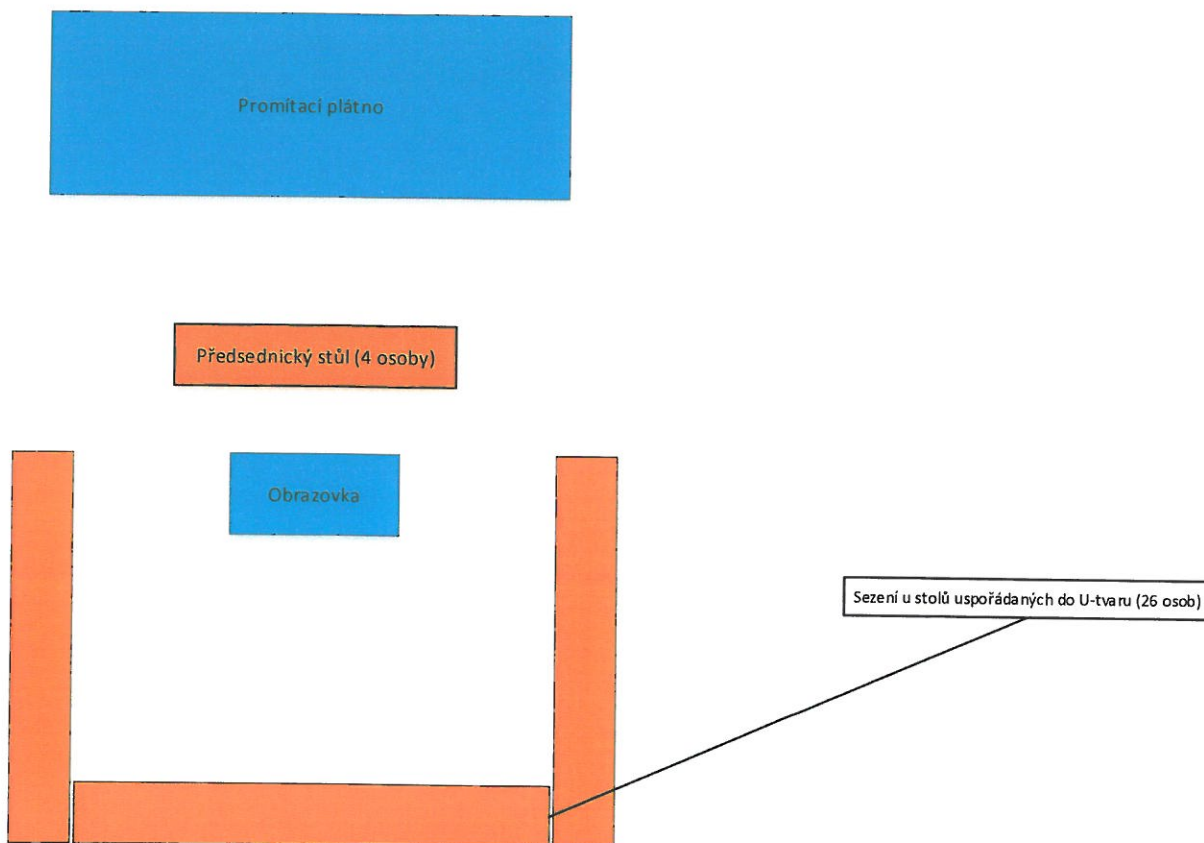 Promítací plátno
Předsednický stůl (4 osoby)
Obrazovka
Sezení u stolů uspořádaných do U-tvaru (26 osob)